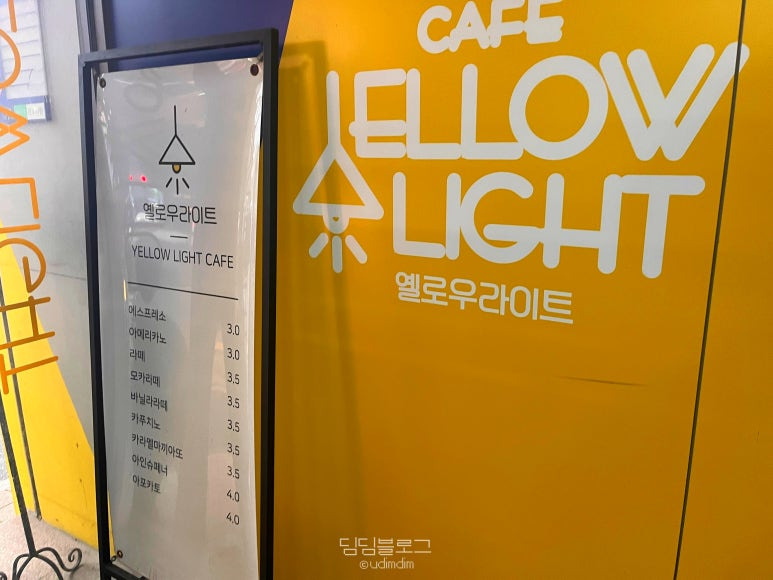 옐로우라이트
YELLOW LIGHT CAFE
에스프레소 3.0
아메리카노 3.0
라떼 3.5
모카라떼 3.5
바닐라라떼 3.5
카푸치노 3.5
카라멜마끼아또 3.5
아인슈페너 4.0
아포카토 4.0
CAFE
YELLOW
LIGHT
옐로우라이트
딤딤블로그
©udimdim